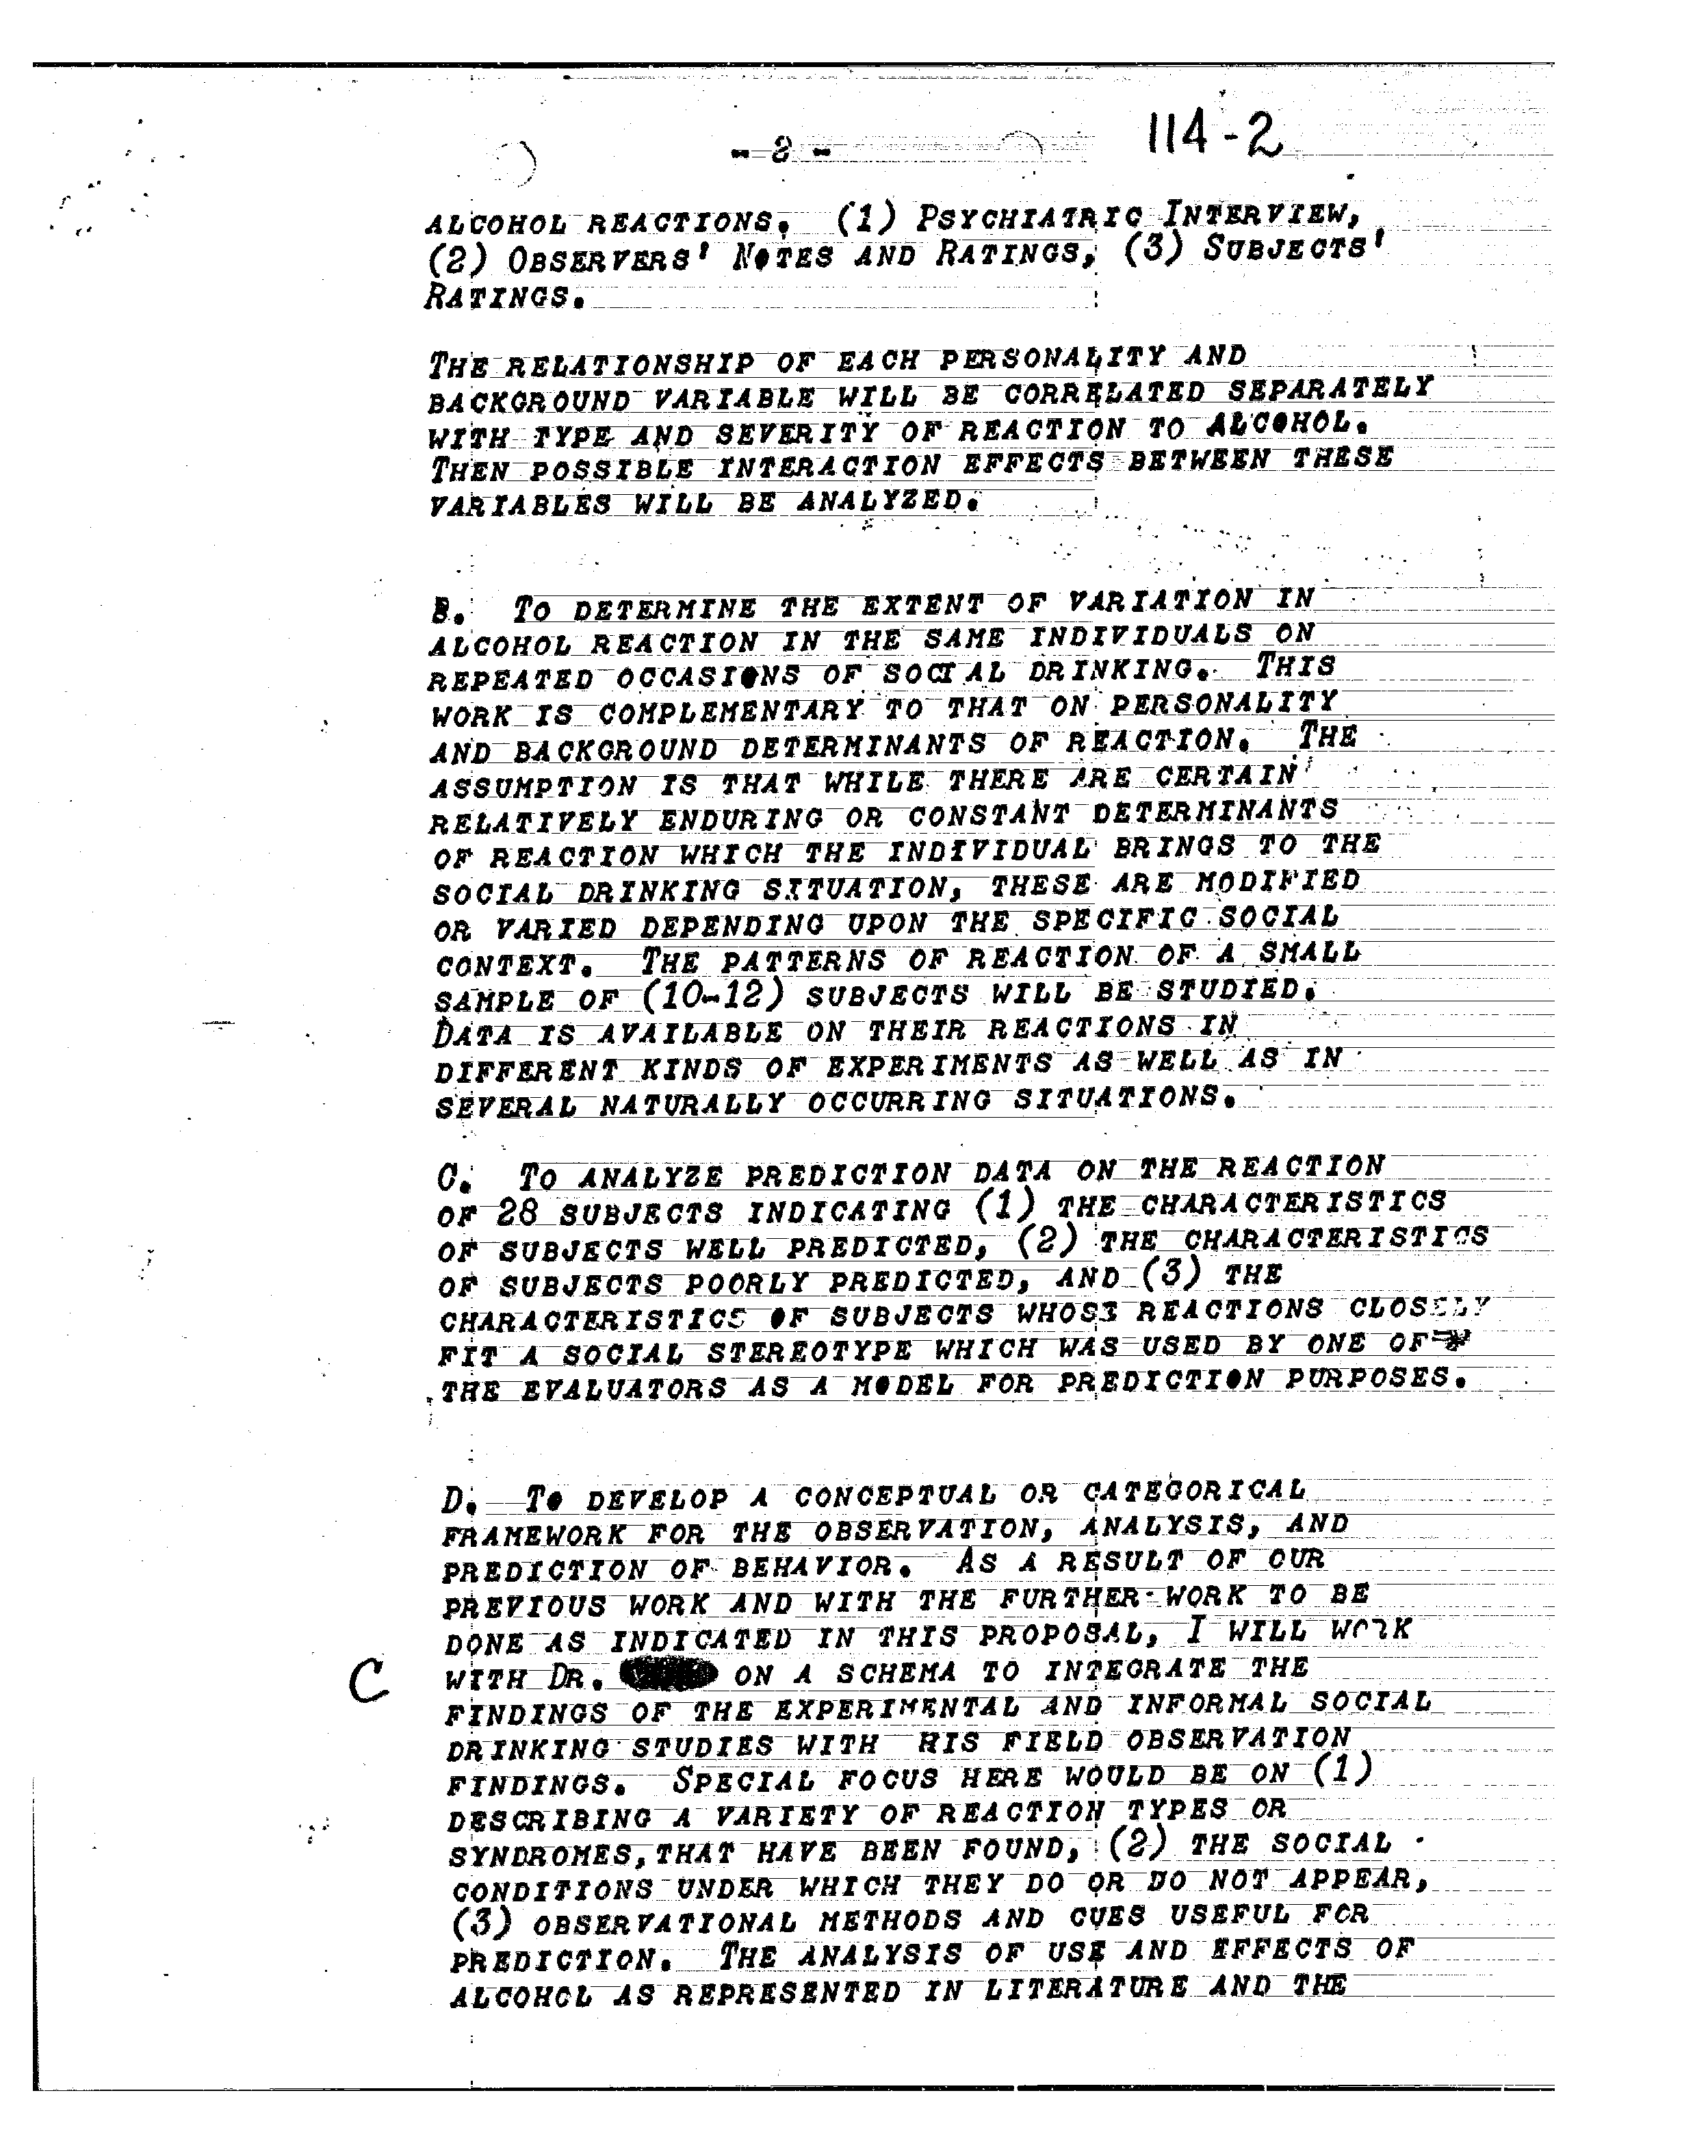 114-2
- 2 -
ALCOHOL REACTIONS. (1) PSYCHIATRIC INTERVIEW,
(2) OBSERVERS' NOTES AND RATINGS, (3) SUBJECTS'
RATINGS.
THE RELATIONSHIP OF EACH PERSONALITY AND
BACKGROUND VARIABLE WILL BE CORRELATED SEPARATELY
WITH TYPE AND SEVERITY OF REACTION TO ALCOHOL.
THEN POSSIBLE INTERACTION EFFECTS BETWEEN THESE
VARIABLES WILL BE ANALYZED.
B. TO DETERMINE THE EXTENT OF VARIATION IN
ALCOHOL REACTION IN THE SAME INDIVIDUALS ON
REPEATED OCCASIONS OF SOCIAL DRINKING. THIS
WORK IS COMPLEMENTARY TO THAT ON PERSONALITY
AND BACKGROUND DETERMINANTS OF REACTION. THE
ASSUMPTION IS THAT WHILE THERE ARE CERTAIN
RELATIVELY ENDURING OR CONSTANT DETERMINANTS
OF REACTION WHICH THE INDIVIDUAL BRINGS TO THE
SOCIAL DRINKING SITUATION, THESE ARE MODIFIED
OR VARIED DEPENDING UPON THE SPECIFIC SOCIAL
CONTEXT. THE PATTERNS OF REACTION OF A SMALL
SAMPLE OF (10-12) SUBJECTS WILL BE STUDIED.
DATA IS AVAILABLE ON THEIR REACTIONS IN
DIFFERENT KINDS OF EXPERIMENTS AS WELL AS IN
SEVERAL NATURALLY OCCURRING SITUATIONS.
C. TO ANALYZE PREDICTION DATA ON THE REACTION
OF 28 SUBJECTS INDICATING (1) THE CHARACTERISTICS
OF SUBJECTS WELL PREDICTED, (2) THE CHARACTERISTICS
OF SUBJECTS POORLY PREDICTED, AND (3) THE
CHARACTERISTICS OF SUBJECTS WHOSE REACTIONS CLOSELY
FIT A SOCIAL STEREOTYPE WHICH WAS USED BY ONE OF
THE EVALUATORS AS A MODEL FOR PREDICTION PURPOSES.
D. TO DEVELOP A CONCEPTUAL OR CATEGORICAL
FRAMEWORK FOR THE OBSERVATION, ANALYSIS, AND
PREDICTION OF BEHAVIOR. AS A RESULT OF OUR
PREVIOUS WORK AND WITH THE FURTHER WORK TO BE
DONE AS INDICATED IN THIS PROPOSAL, I WILL WORK
C WITH DR. ON A SCHEMA TO INTEGRATE THE
FINDINGS OF THE EXPERIMENTAL AND INFORMAL SOCIAL
DRINKING STUDIES WITH HIS FIELD OBSERVATION
FINDINGS. SPECIAL FOCUS HERE WOULD BE ON (1)
DESCRIBING A VARIETY OF REACTION TYPES OR
SYNDROMES, THAT HAVE BEEN FOUND, (2) THE SOCIAL
CONDITIONS UNDER WHICH THEY DO OR DO NOT APPEAR,
(3) OBSERVATIONAL METHODS AND CUES USEFUL FOR
PREDICTION. THE ANALYSIS OF USE AND EFFECTS OF
ALCOHOL AS REPRESENTED IN LITERATURE AND THE